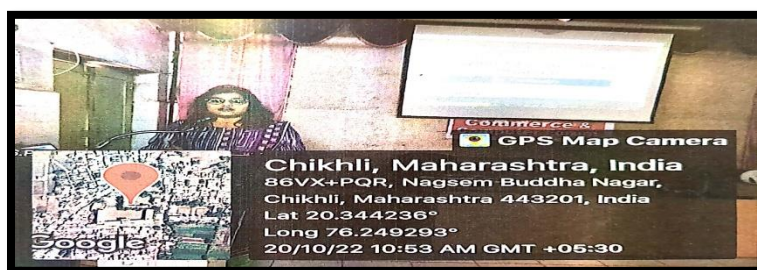 Commerce &
GPS Map Camera
Chikhli, Maharashtra, India
86VX+PQR, Nagsem Buddha Nagar,
Chikhli, Maharashtra 443201, India
Lat 20.344236°
Long 76.249293°
20/10/22 10:53 AM GMT +05:30
Google